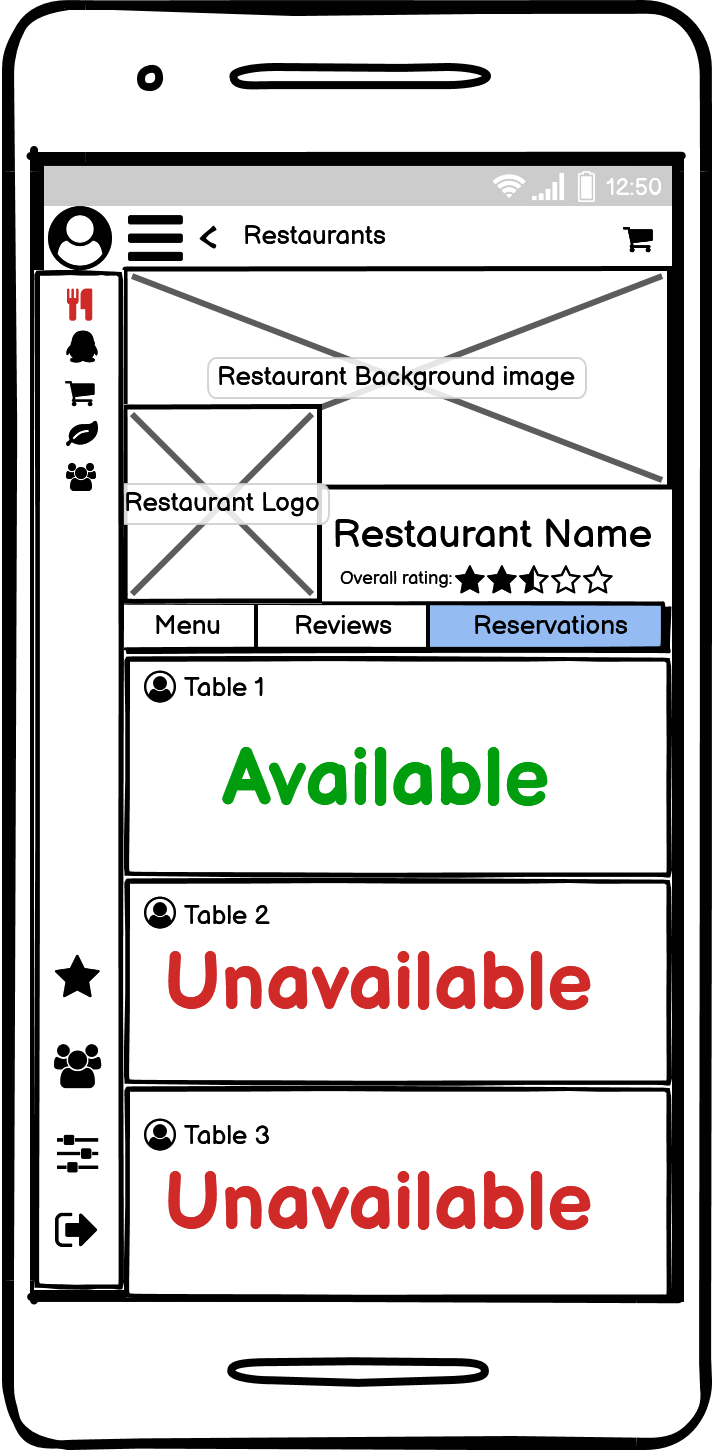 12:50
Restaurants
Restaurant Background image
Restaurant Logo
Restaurant Name
Overall rating:
Menu Reviews Reservations
Table 1
Available
Table 2
Unavailable
Table 3
Unavailable